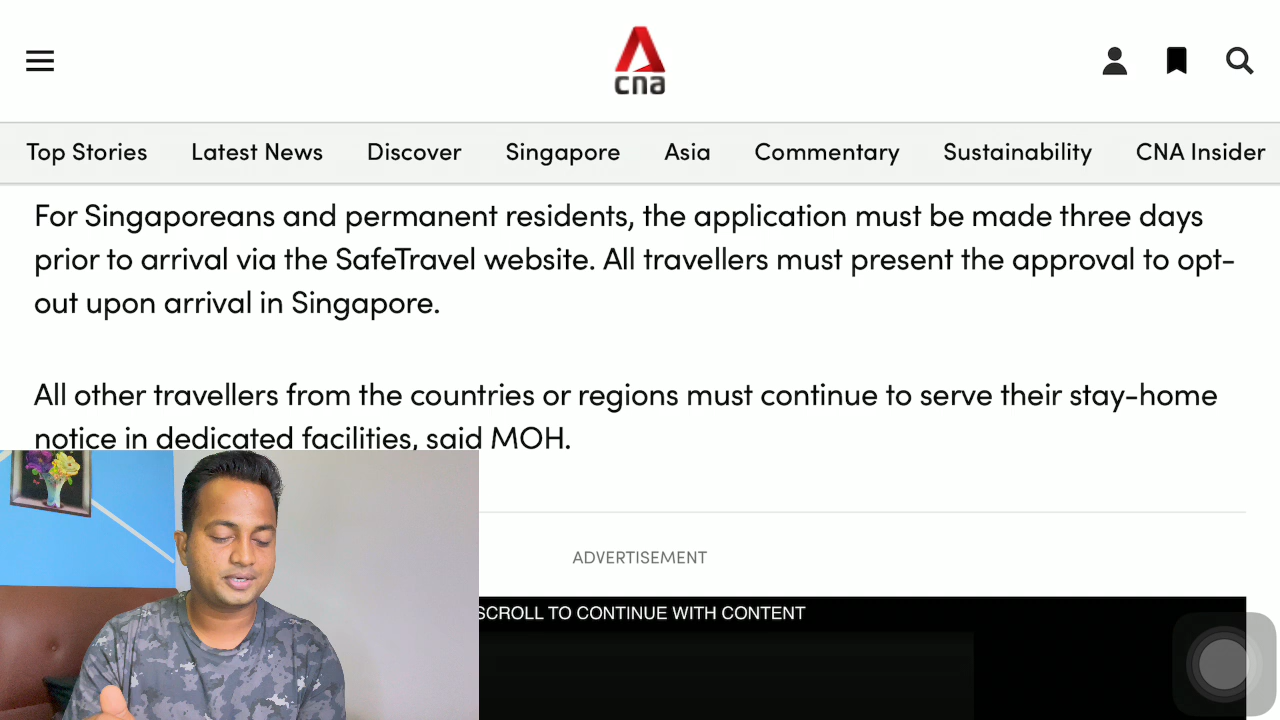 cna
Top Stories Latest News Discover Singapore Asia Commentary Sustainability CNA Insider
For Singaporeans and permanent residents, the application must be made three days
prior to arrival via the SafeTravel website. All travellers must present the approval to opt-
out upon arrival in Singapore.
All other travellers from the countries or regions must continue to serve their stay-home
notice in dedicated facilities, said MOH.
ADVERTISEMENT
SCROLL TO CONTINUE WITH CONTENT